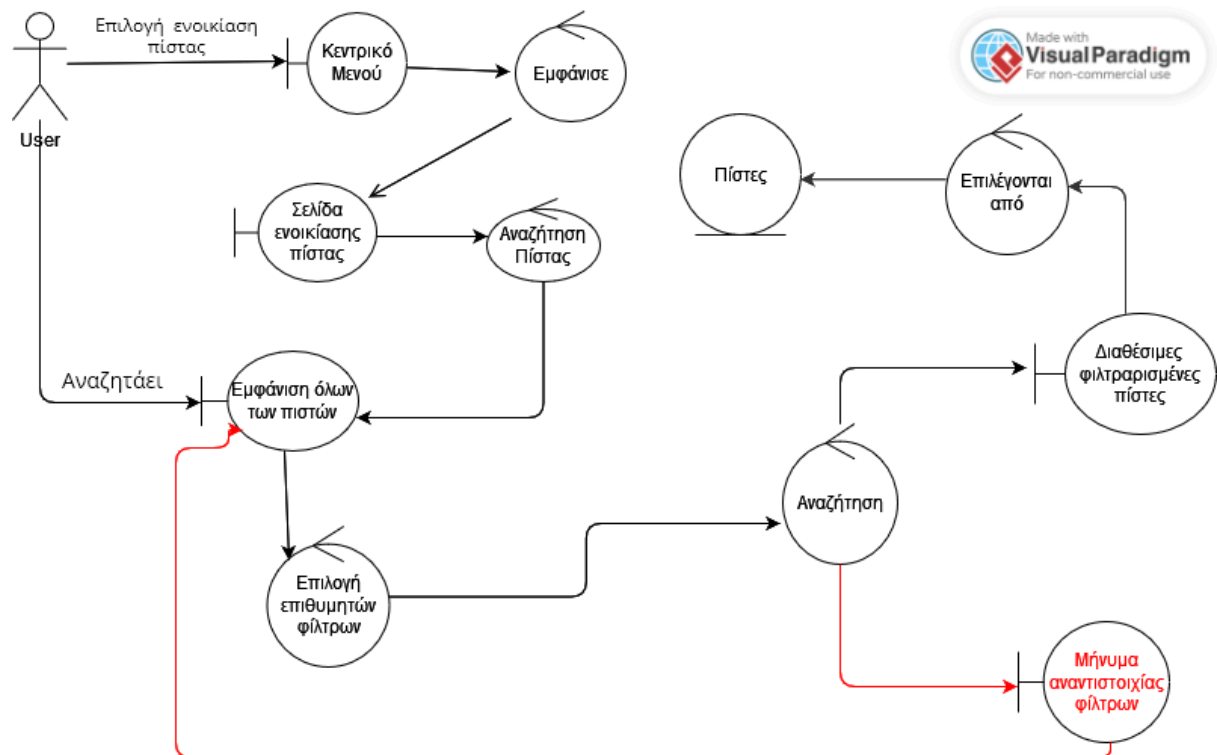 Επιλογή ενοικίαση
πίστας
Κεντρικό
Μενού
Εμφάνισε
Made with
Visual Paradigm
For non-commercial use
User
Σελίδα
ενοικίασης
πίστας
Αναζήτηση
Πίστας
Πίστες
Επιλέγονται
από
Αναζητάει
Εμφάνιση όλων
των πιστών
Διαθέσιμες
φιλτραρισμένες
πίστες
Αναζήτηση
Επιλογή
επιθυμητών
φίλτρων
Μήνυμα
αναντιστοιχίας
φίλτρων